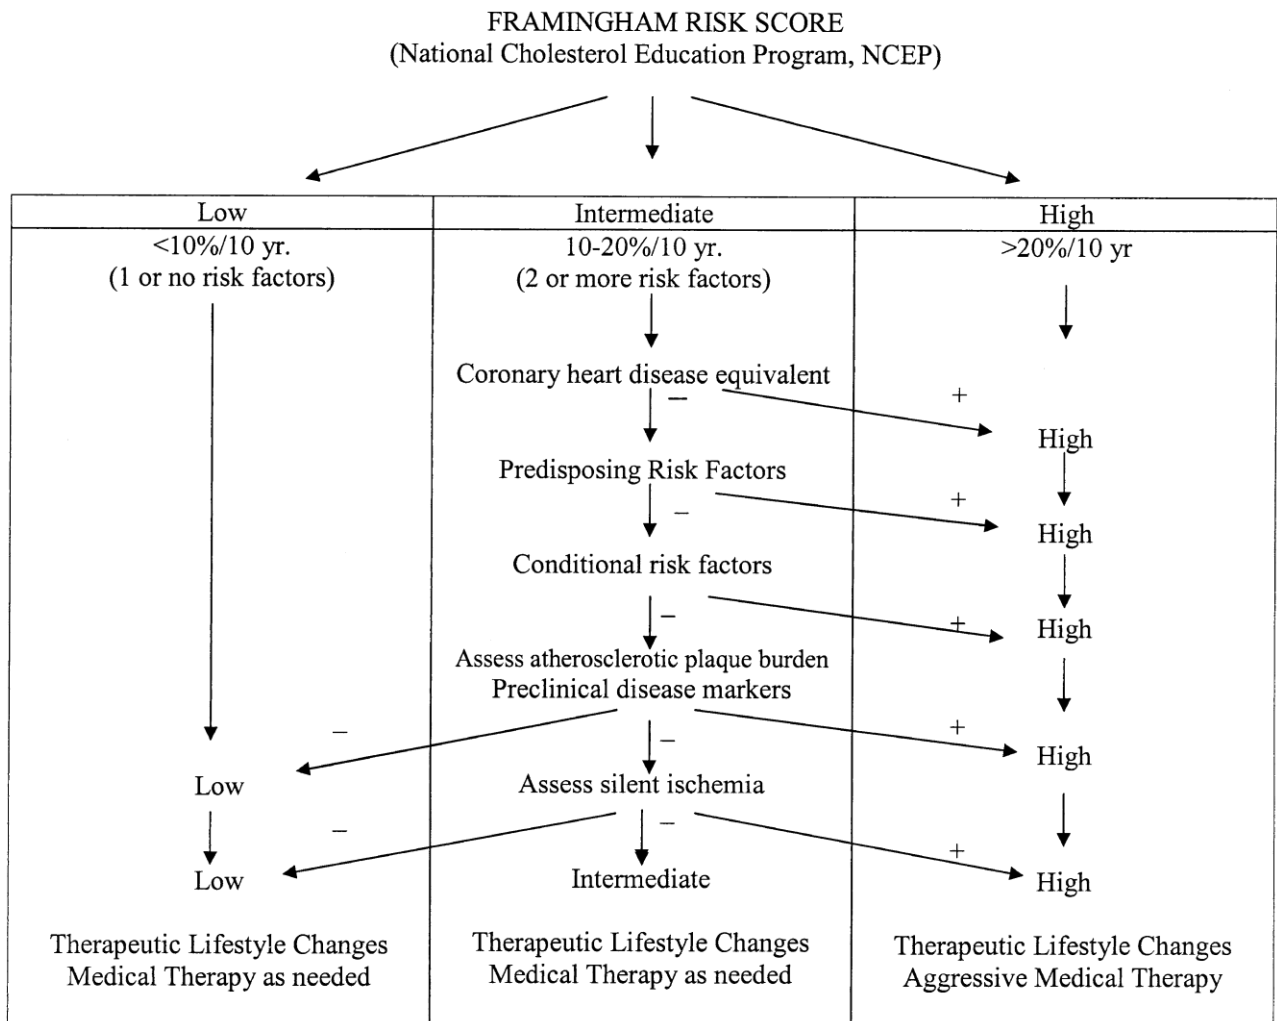 FRAMINGHAM RISK SCORE
(National Cholesterol Education Program, NCEP)
Low
Intermediate
High
<10%/10 yr.
(1 or no risk factors)
10-20%/10 yr.
(2 or more risk factors)
>20%/10 yr
Coronary heart disease equivalent
–
+
High
Predisposing Risk Factors
–
+
High
Conditional risk factors
–
+
High
Assess atherosclerotic plaque burden
Preclinical disease markers
–
–
+
High
Low
Assess silent ischemia
–
–
+
Low
Intermediate
High
Therapeutic Lifestyle Changes
Medical Therapy as needed
Therapeutic Lifestyle Changes
Medical Therapy as needed
Therapeutic Lifestyle Changes
Aggressive Medical Therapy